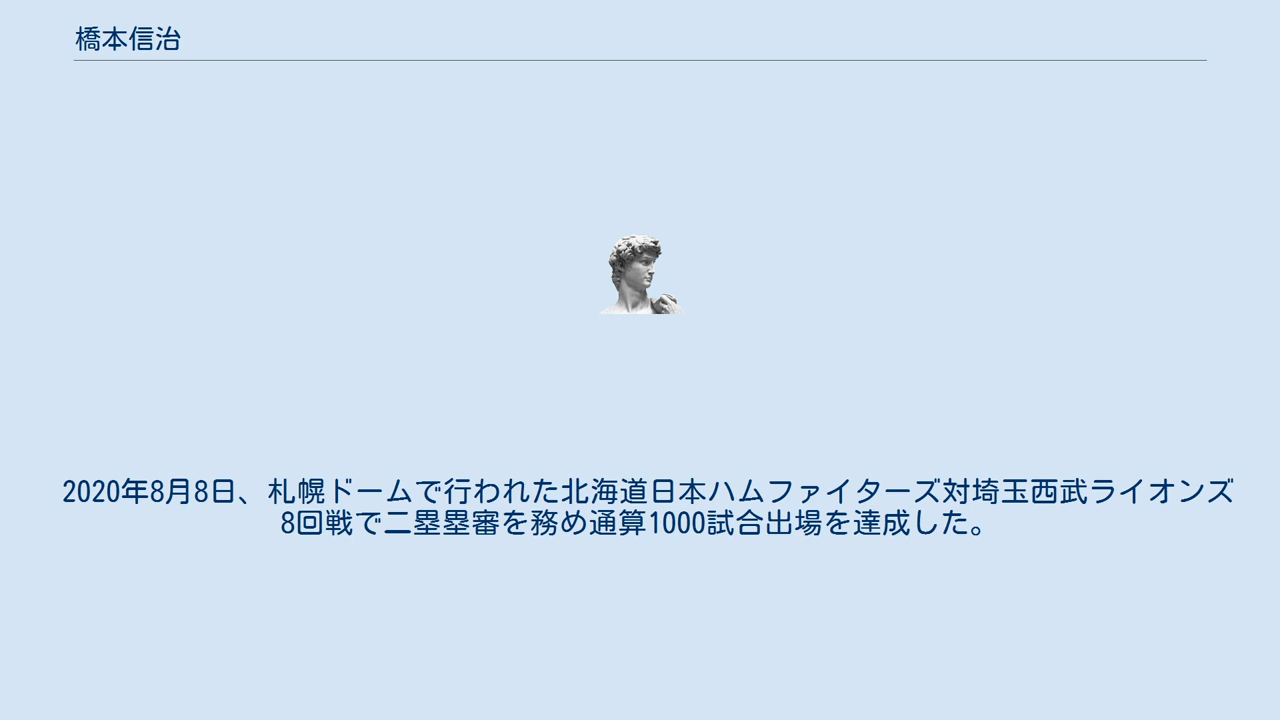 橋本信治
2020年8月8日、札幌ドームで行われた北海道日本ハムファイターズ対埼玉西武ライオンズ
8回戦で二塁塁審を務め通算1000試合出場を達成した。